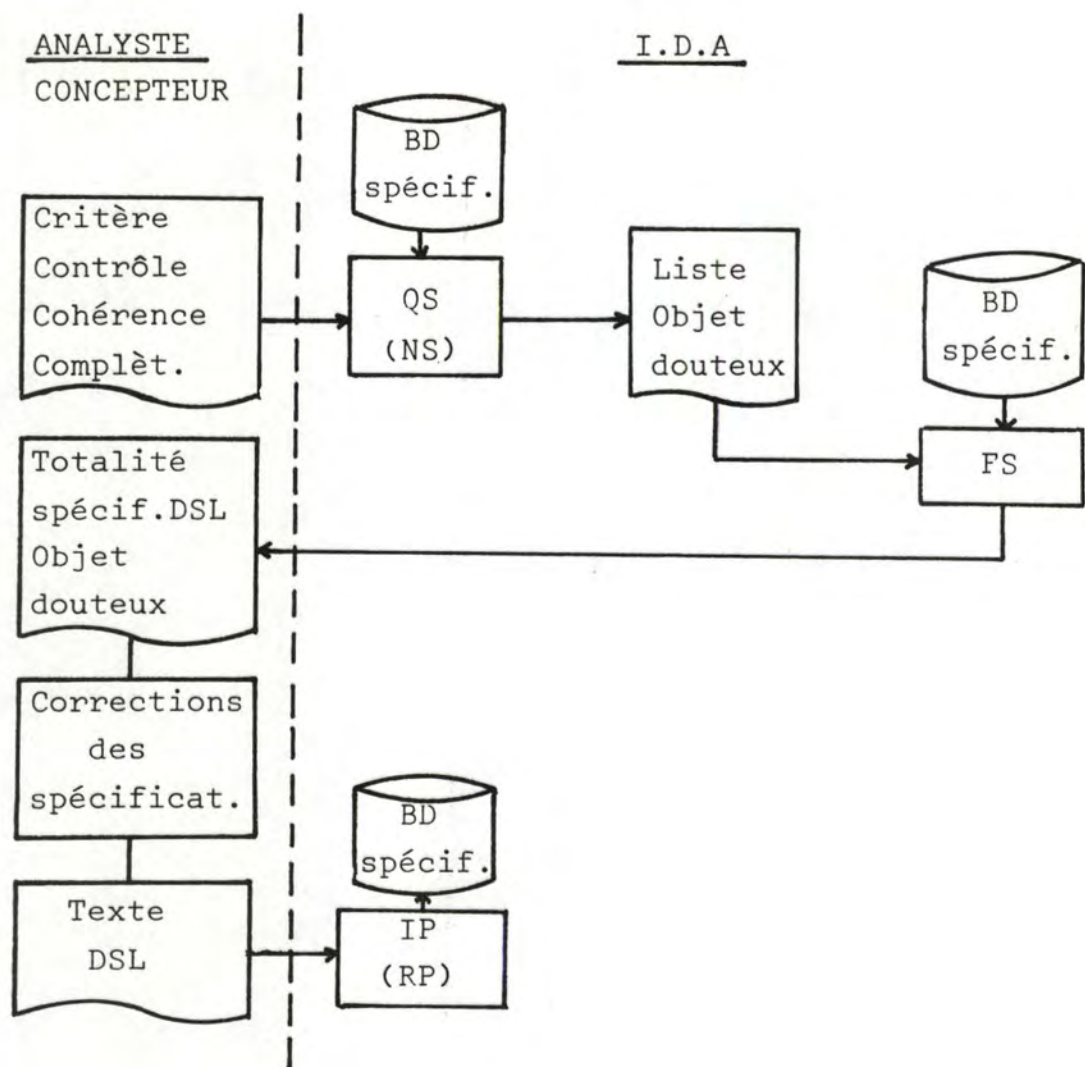 ANALYSTE
CONCEPTEUR
I.D.A
BD
spécif.
Critère
Contrôle
Cohérence
Complèt.
QS
(NS)
Liste
Objet
douteux
BD
spécif.
FS
Totalité
spécif.DSL
Objet
douteux
Corrections
des
spécificat.
Texte
DSL
BD
spécif.
IP
(RP)